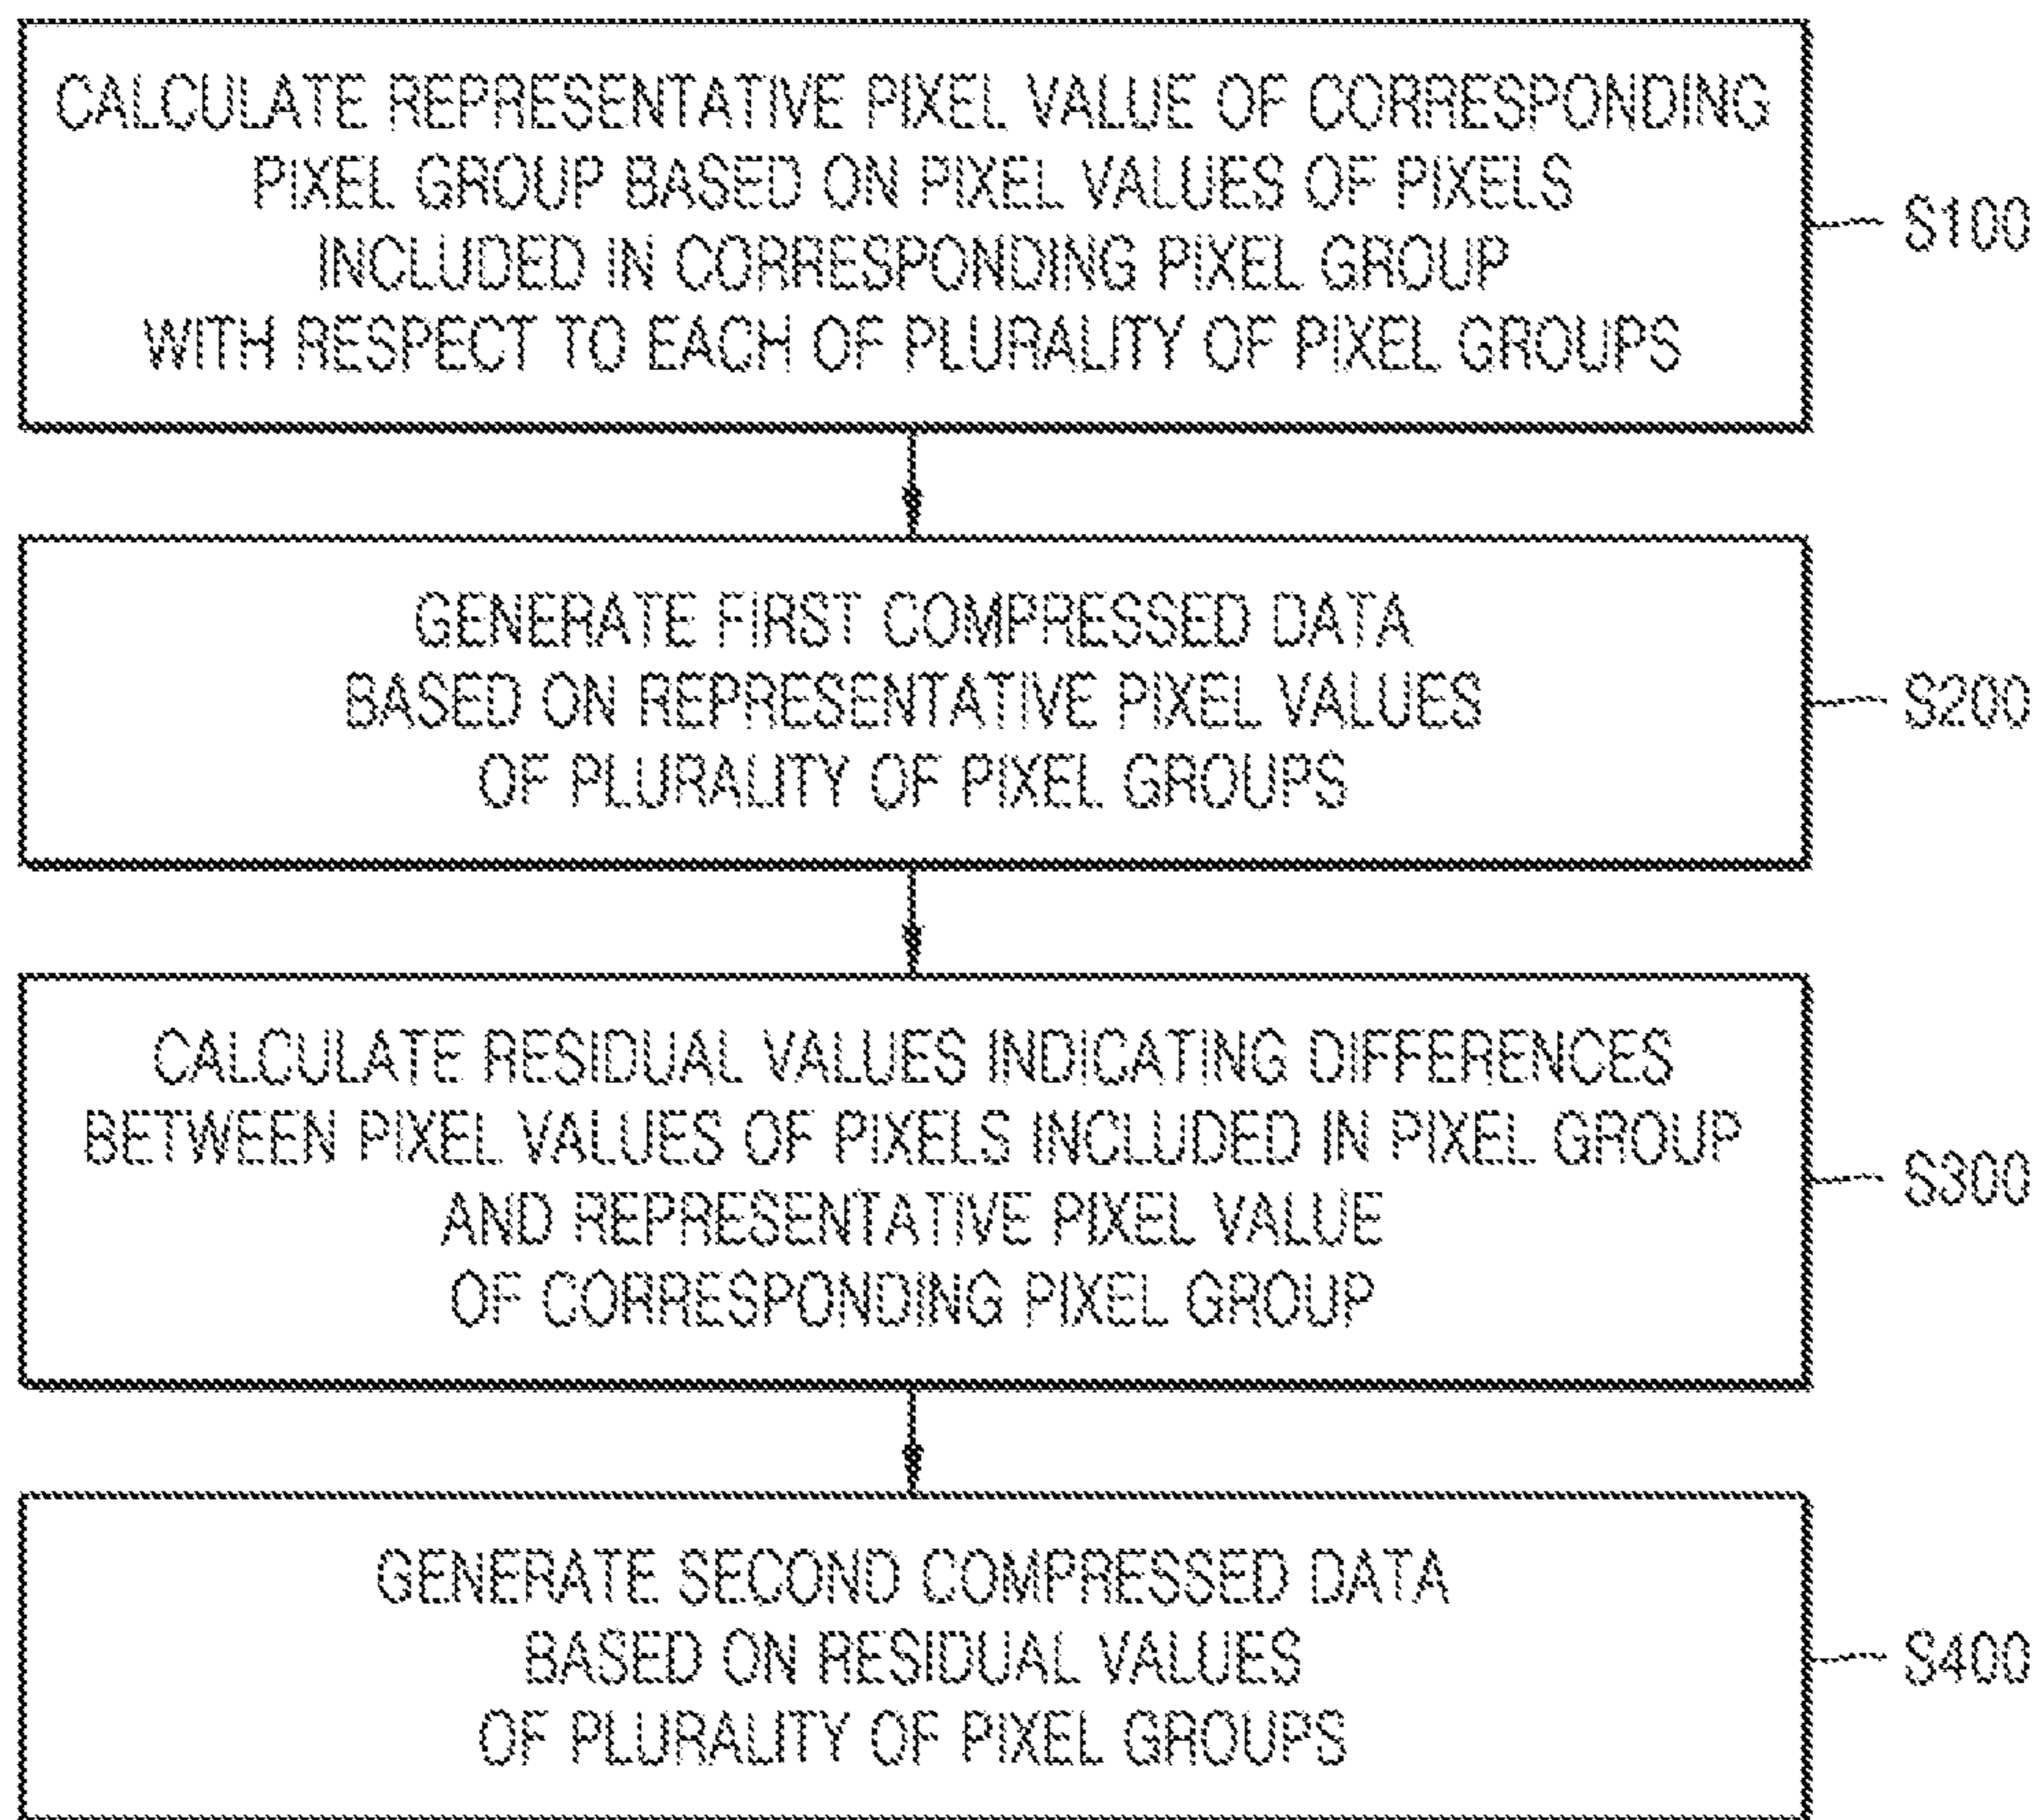 CALCULATE REPRESENTATIVE PIXEL VALUE OF CORRESPONDING
PIXEL GROUP BASED ON PIXEL VALUES OF PIXELS
INCLUDED IN CORRESPONDING PIXEL GROUP
WITH RESPECT TO EACH OF PLURALITY OF PIXEL GROUPS
S100
GENERATE FIRST COMPRESSED DATA
BASED ON REPRESENTATIVE PIXEL VALUES
OF PLURALITY OF PIXEL GROUPS
S200
CALCULATE RESIDUAL VALUES INDICATING DIFFERENCES
BETWEEN PIXEL VALUES OF PIXELS INCLUDED IN PIXEL GROUP
AND REPRESENTATIVE PIXEL VALUE
OF CORRESPONDING PIXEL GROUP
S300
GENERATE SECOND COMPRESSED DATA
BASED ON RESIDUAL VALUES
OF PLURALITY OF PIXEL GROUPS
S400